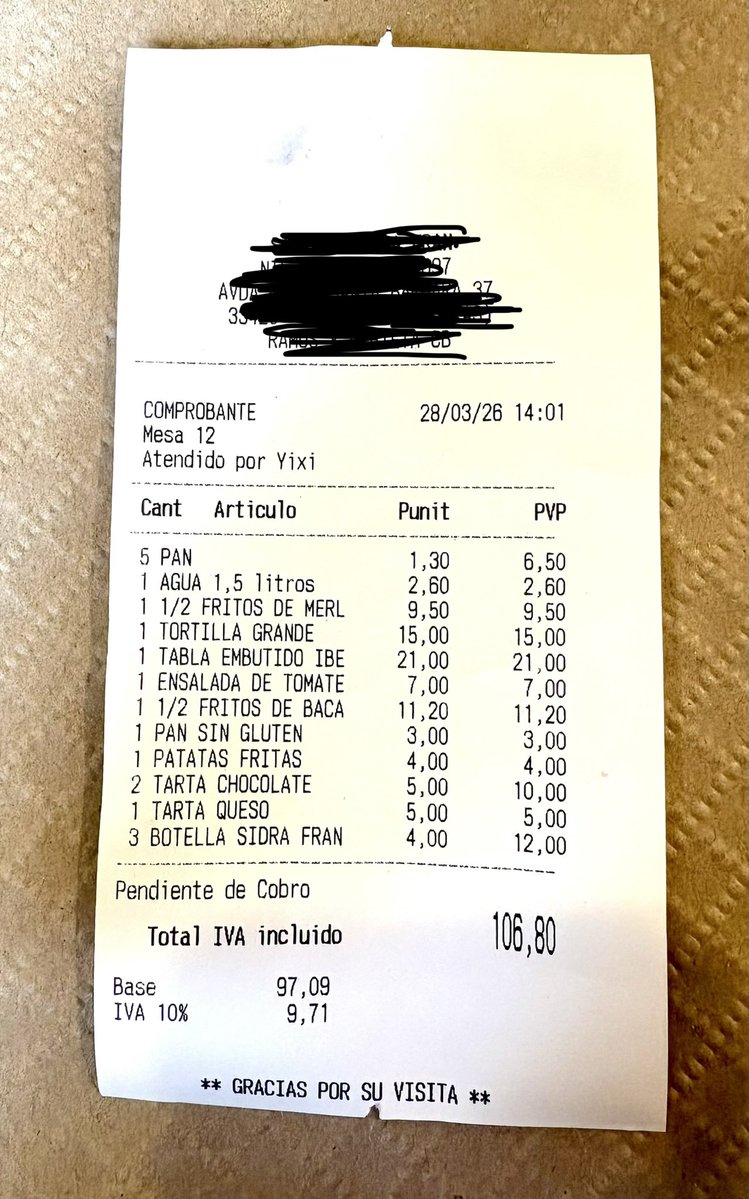 AVDA 37
COMPROBANTE 28/03/26 14:01
Mesa 12
Atendido por Yixi
Cant Articulo Punit PVP
5 PAN 1,30 6,50
1 AGUA 1,5 litros 2,60 2,60
1 1/2 FRITOS DE MERL 9,50 9,50
1 TORTILLA GRANDE 15,00 15,00
1 TABLA EMBUTIDO IBE 21,00 21,00
1 ENSALADA DE TOMATE 7,00 7,00
1 1/2 FRITOS DE BACA 11,20 11,20
1 PAN SIN GLUTEN 3,00 3,00
1 PATATAS FRITAS 4,00 4,00
2 TARTA CHOCOLATE 5,00 10,00
1 TARTA QUESO 5,00 5,00
3 BOTELLA SIDRA FRAN 4,00 12,00
Pendiente de Cobro
Total IVA incluido 106,80
Base 97,09
IVA 10% 9,71
** GRACIAS POR SU VISITA **